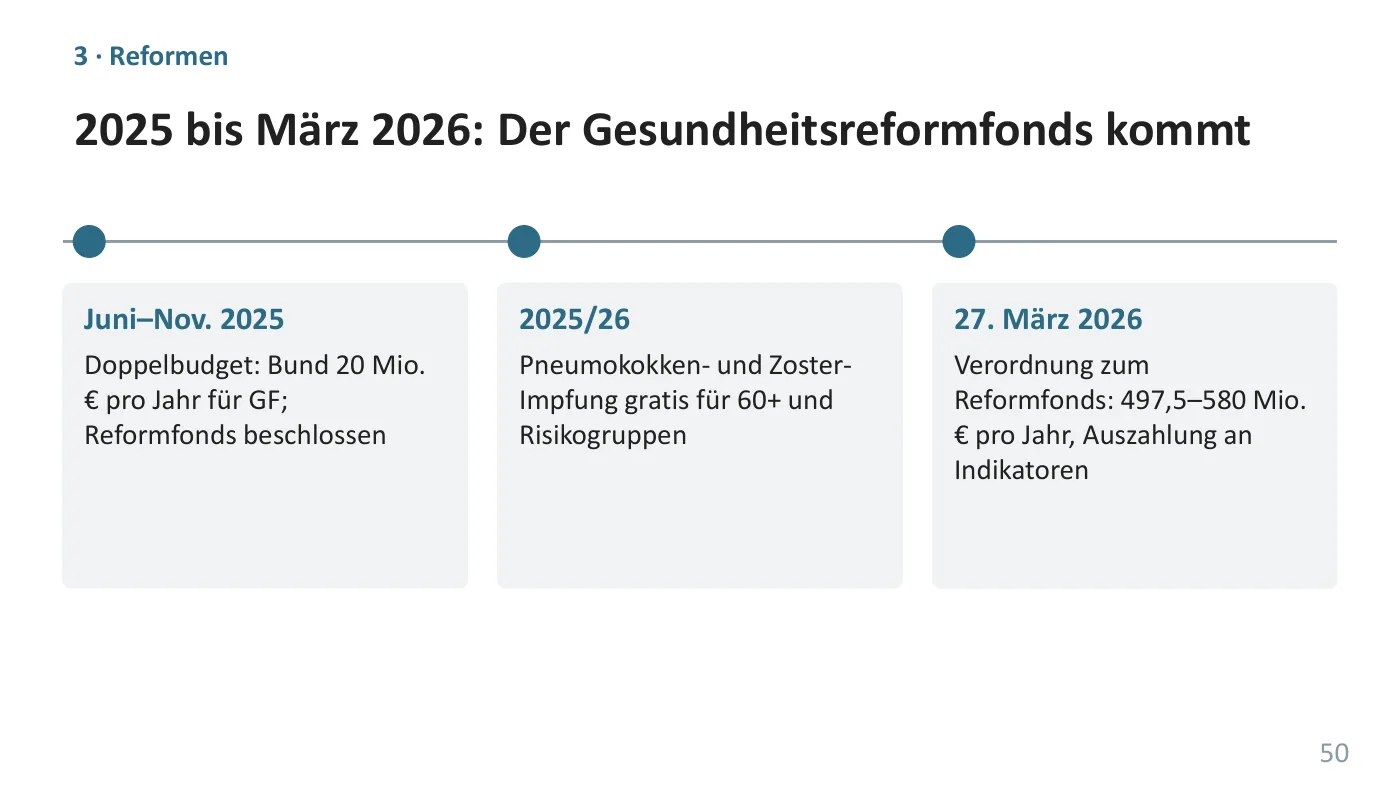 3 · Reformen
2025 bis März 2026: Der Gesundheitsreformfonds kommt
Juni–Nov. 2025
Doppelbudget: Bund 20 Mio.
€ pro Jahr für GF;
Reformfonds beschlossen
2025/26
Pneumokokken- und Zoster-
Impfung gratis für 60+ und
Risikogruppen
27. März 2026
Verordnung zum
Reformfonds: 497,5–580 Mio.
€ pro Jahr, Auszahlung an
Indikatoren
50